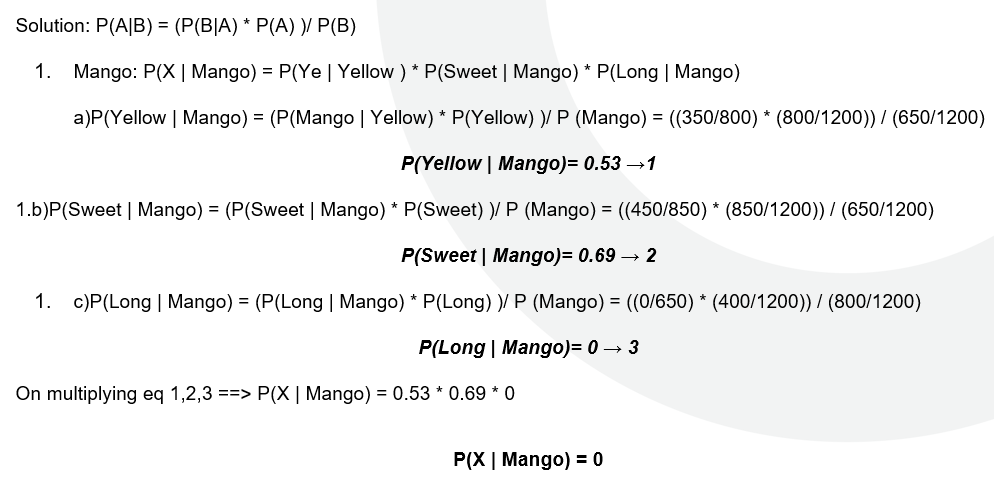 Solution: P(A|B) = (P(B|A) * P(A) )/ P(B)
1. Mango: P(X | Mango) = P(Ye | Yellow ) * P(Sweet | Mango) * P(Long | Mango)
a)P(Yellow | Mango) = (P(Mango | Yellow) * P(Yellow) )/ P (Mango) = ((350/800) * (800/1200)) / (650/1200)
P(Yellow | Mango)= 0.53 →1
1.b)P(Sweet | Mango) = (P(Sweet | Mango) * P(Sweet) )/ P (Mango) = ((450/850) * (850/1200)) / (650/1200)
P(Sweet | Mango)= 0.69 → 2
1. c)P(Long | Mango) = (P(Long | Mango) * P(Long) )/ P (Mango) = ((0/650) * (400/1200)) / (800/1200)
P(Long | Mango)= 0 → 3
On multiplying eq 1,2,3 ==> P(X | Mango) = 0.53 * 0.69 * 0
P(X | Mango) = 0